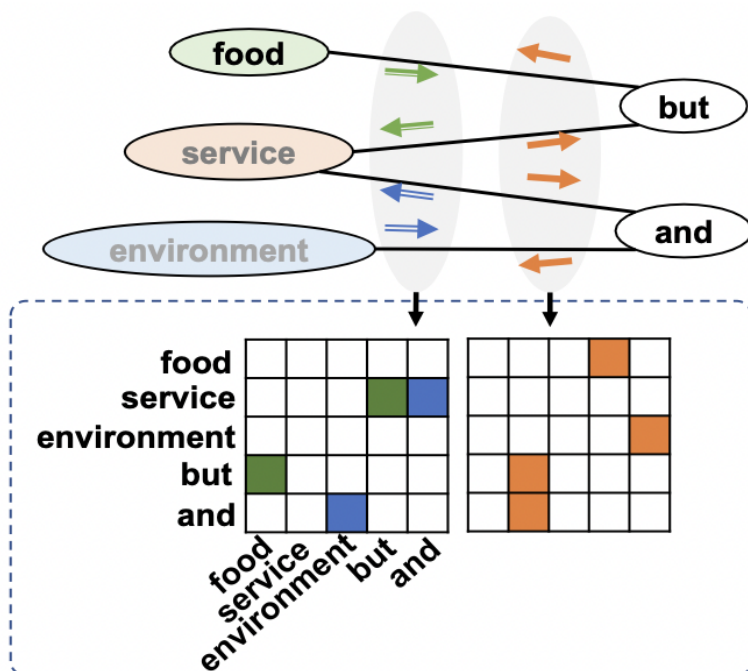 food
but
service
and
environment
food
service
environment
but
and
food
service
environment
but
and